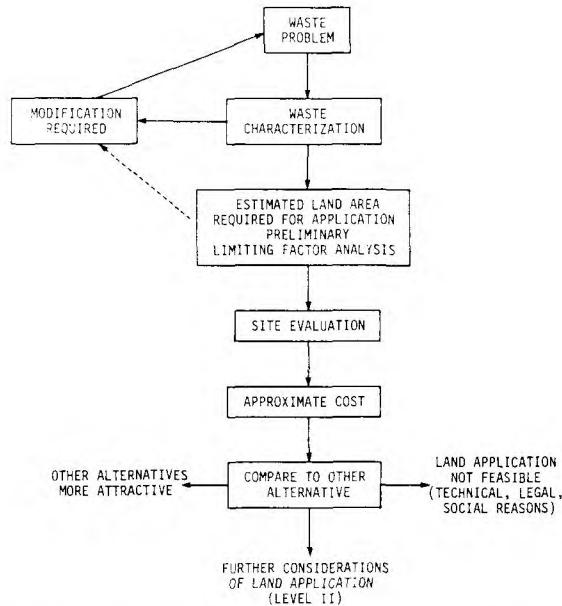 WASTE
PROBLEM
MODIFICATION
REQUIRED
WASTE
CHARACTERIZATION
ESTIMATED LAND AREA
REQUIRED FOR APPLICATION
PRELIMINARY
LIMITING FACTOR ANALYSIS
SITE EVALUATION
APPROXIMATE COST
OTHER ALTERNATIVES
MORE ATTRACTIVE
COMPARE TO OTHER
ALTERNATIVE
LAND APPLICATION
NOT FEASIBLE
(TECHNICAL, LEGAL,
SOCIAL REASONS)
FURTHER CONSIDERATIONS
OF LAND APPLICATION
(LEVEL II)